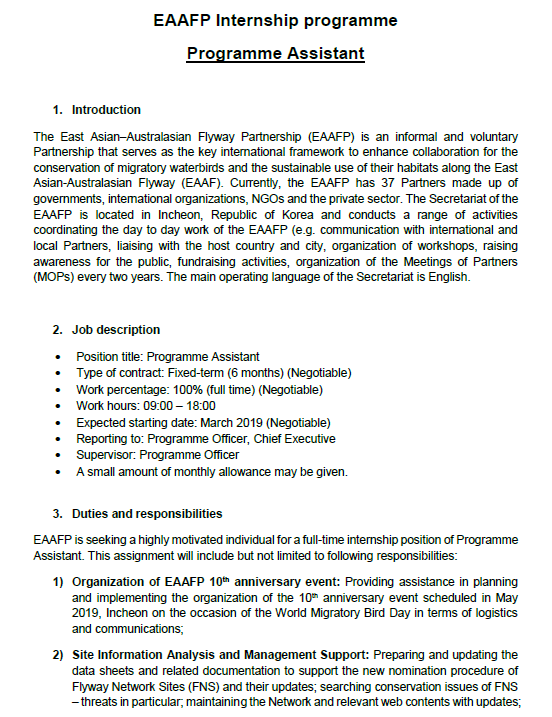 EAAFP Internship programme
Programme Assistant
1. Introduction
The East Asian–Australasian Flyway Partnership (EAAFP) is an informal and voluntary
Partnership that serves as the key international framework to enhance collaboration for the
conservation of migratory waterbirds and the sustainable use of their habitats along the East
Asian-Australasian Flyway (EAAF). Currently, the EAAFP has 37 Partners made up of
governments, international organizations, NGOs and the private sector. The Secretariat of the
EAAFP is located in Incheon, Republic of Korea and conducts a range of activities
coordinating the day to day work of the EAAFP (e.g. communication with international and
local Partners, liaising with the host country and city, organization of workshops, raising
awareness for the public, fundraising activities, organization of the Meetings of Partners
(MOPs) every two years. The main operating language of the Secretariat is English.
2. Job description
• Position title: Programme Assistant
• Type of contract: Fixed-term (6 months) (Negotiable)
• Work percentage: 100% (full time) (Negotiable)
• Work hours: 09:00 – 18:00
• Expected starting date: March 2019 (Negotiable)
• Reporting to: Programme Officer, Chief Executive
• Supervisor: Programme Officer
• A small amount of monthly allowance may be given.
3. Duties and responsibilities
EAAFP is seeking a highly motivated individual for a full-time internship position of Programme
Assistant. This assignment will include but not limited to following responsibilities:
1) Organization of EAAFP 10th anniversary event: Providing assistance in planning
and implementing the organization of the 10th anniversary event scheduled in May
2019, Incheon on the occasion of the World Migratory Bird Day in terms of logistics
and communications;
2) Site Information Analysis and Management Support: Preparing and updating the
data sheets and related documentation to support the new nomination procedure of
Flyway Network Sites (FNS) and their updates; searching conservation issues of FNS
– threats in particular; maintaining the Network and relevant web contents with updates;